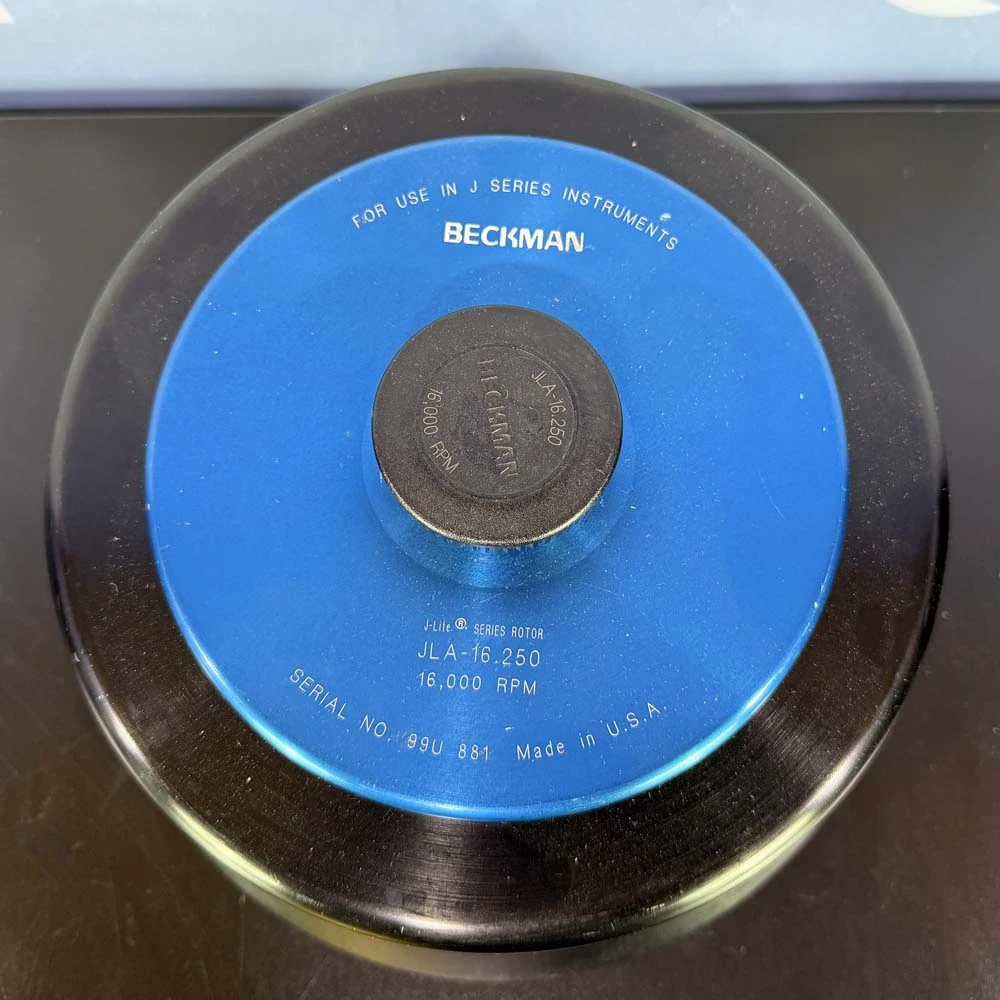 FOR USE IN J SERIES INSTRUMENTS
BECKMAN
JLA-16.250
BECKMAN
16,000 RPM
J-Lite ® SERIES ROTOR
JLA-16.250
16,000 RPM
SERIAL NO. 99U 881 Made in U.S.A.